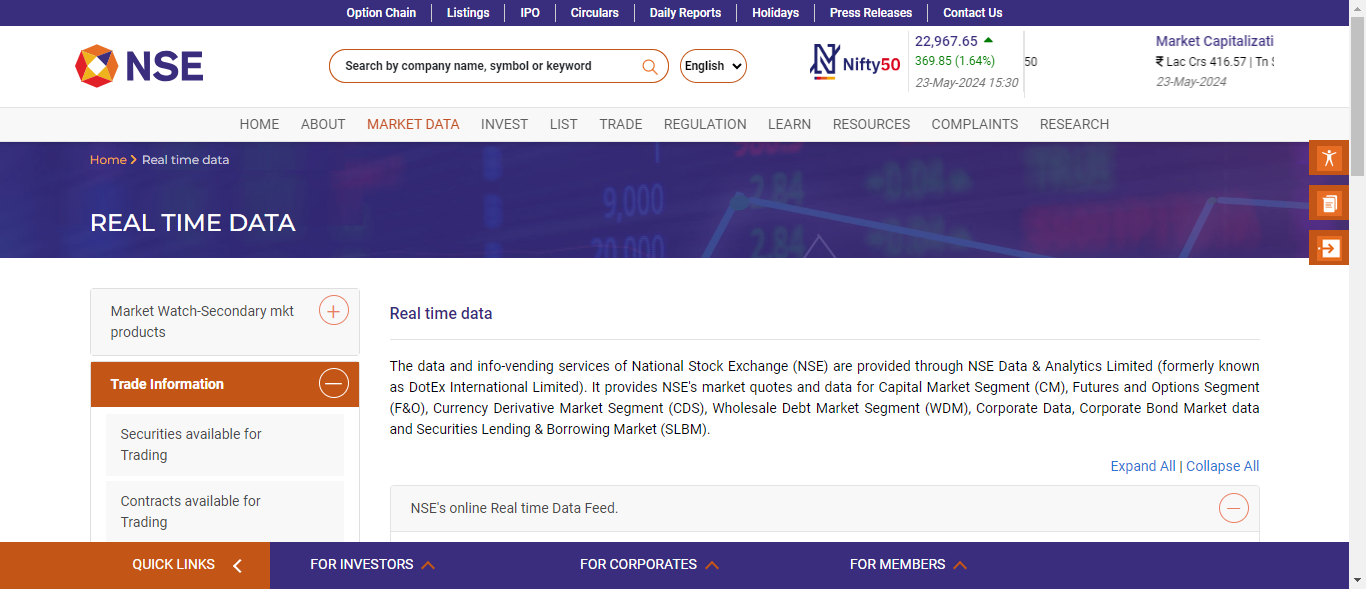 Option Chain
Listings
IPO
Circulars
Daily Reports
Holidays
Press Releases
Contact Us
NSE
Search by company name, symbol or keyword
English
Nifty50
22,967.65
369.85 (1.64%)
23-May-2024 15:30
50
Market Capitalizati
₹ Lac Crs 416.57 | Tn $
23-May-2024
HOME
ABOUT
MARKET DATA
INVEST
LIST
TRADE
REGULATION
LEARN
RESOURCES
COMPLAINTS
RESEARCH
Home
Real time data
REAL TIME DATA
9,000
20,000
2.84
2.84
Market Watch-Secondary mkt
products
Trade Information
Securities available for
Trading
Contracts available for
Trading
Real time data
The data and info-vending services of National Stock Exchange (NSE) are provided through NSE Data & Analytics Limited (formerly known
as DotEx International Limited). It provides NSE's market quotes and data for Capital Market Segment (CM), Futures and Options Segment
(F&O), Currency Derivative Market Segment (CDS), Wholesale Debt Market Segment (WDM), Corporate Data, Corporate Bond Market data
and Securities Lending & Borrowing Market (SLBM).
Expand All | Collapse All
NSE's online Real time Data Feed.
QUICK LINKS
FOR INVESTORS
FOR CORPORATES
FOR MEMBERS